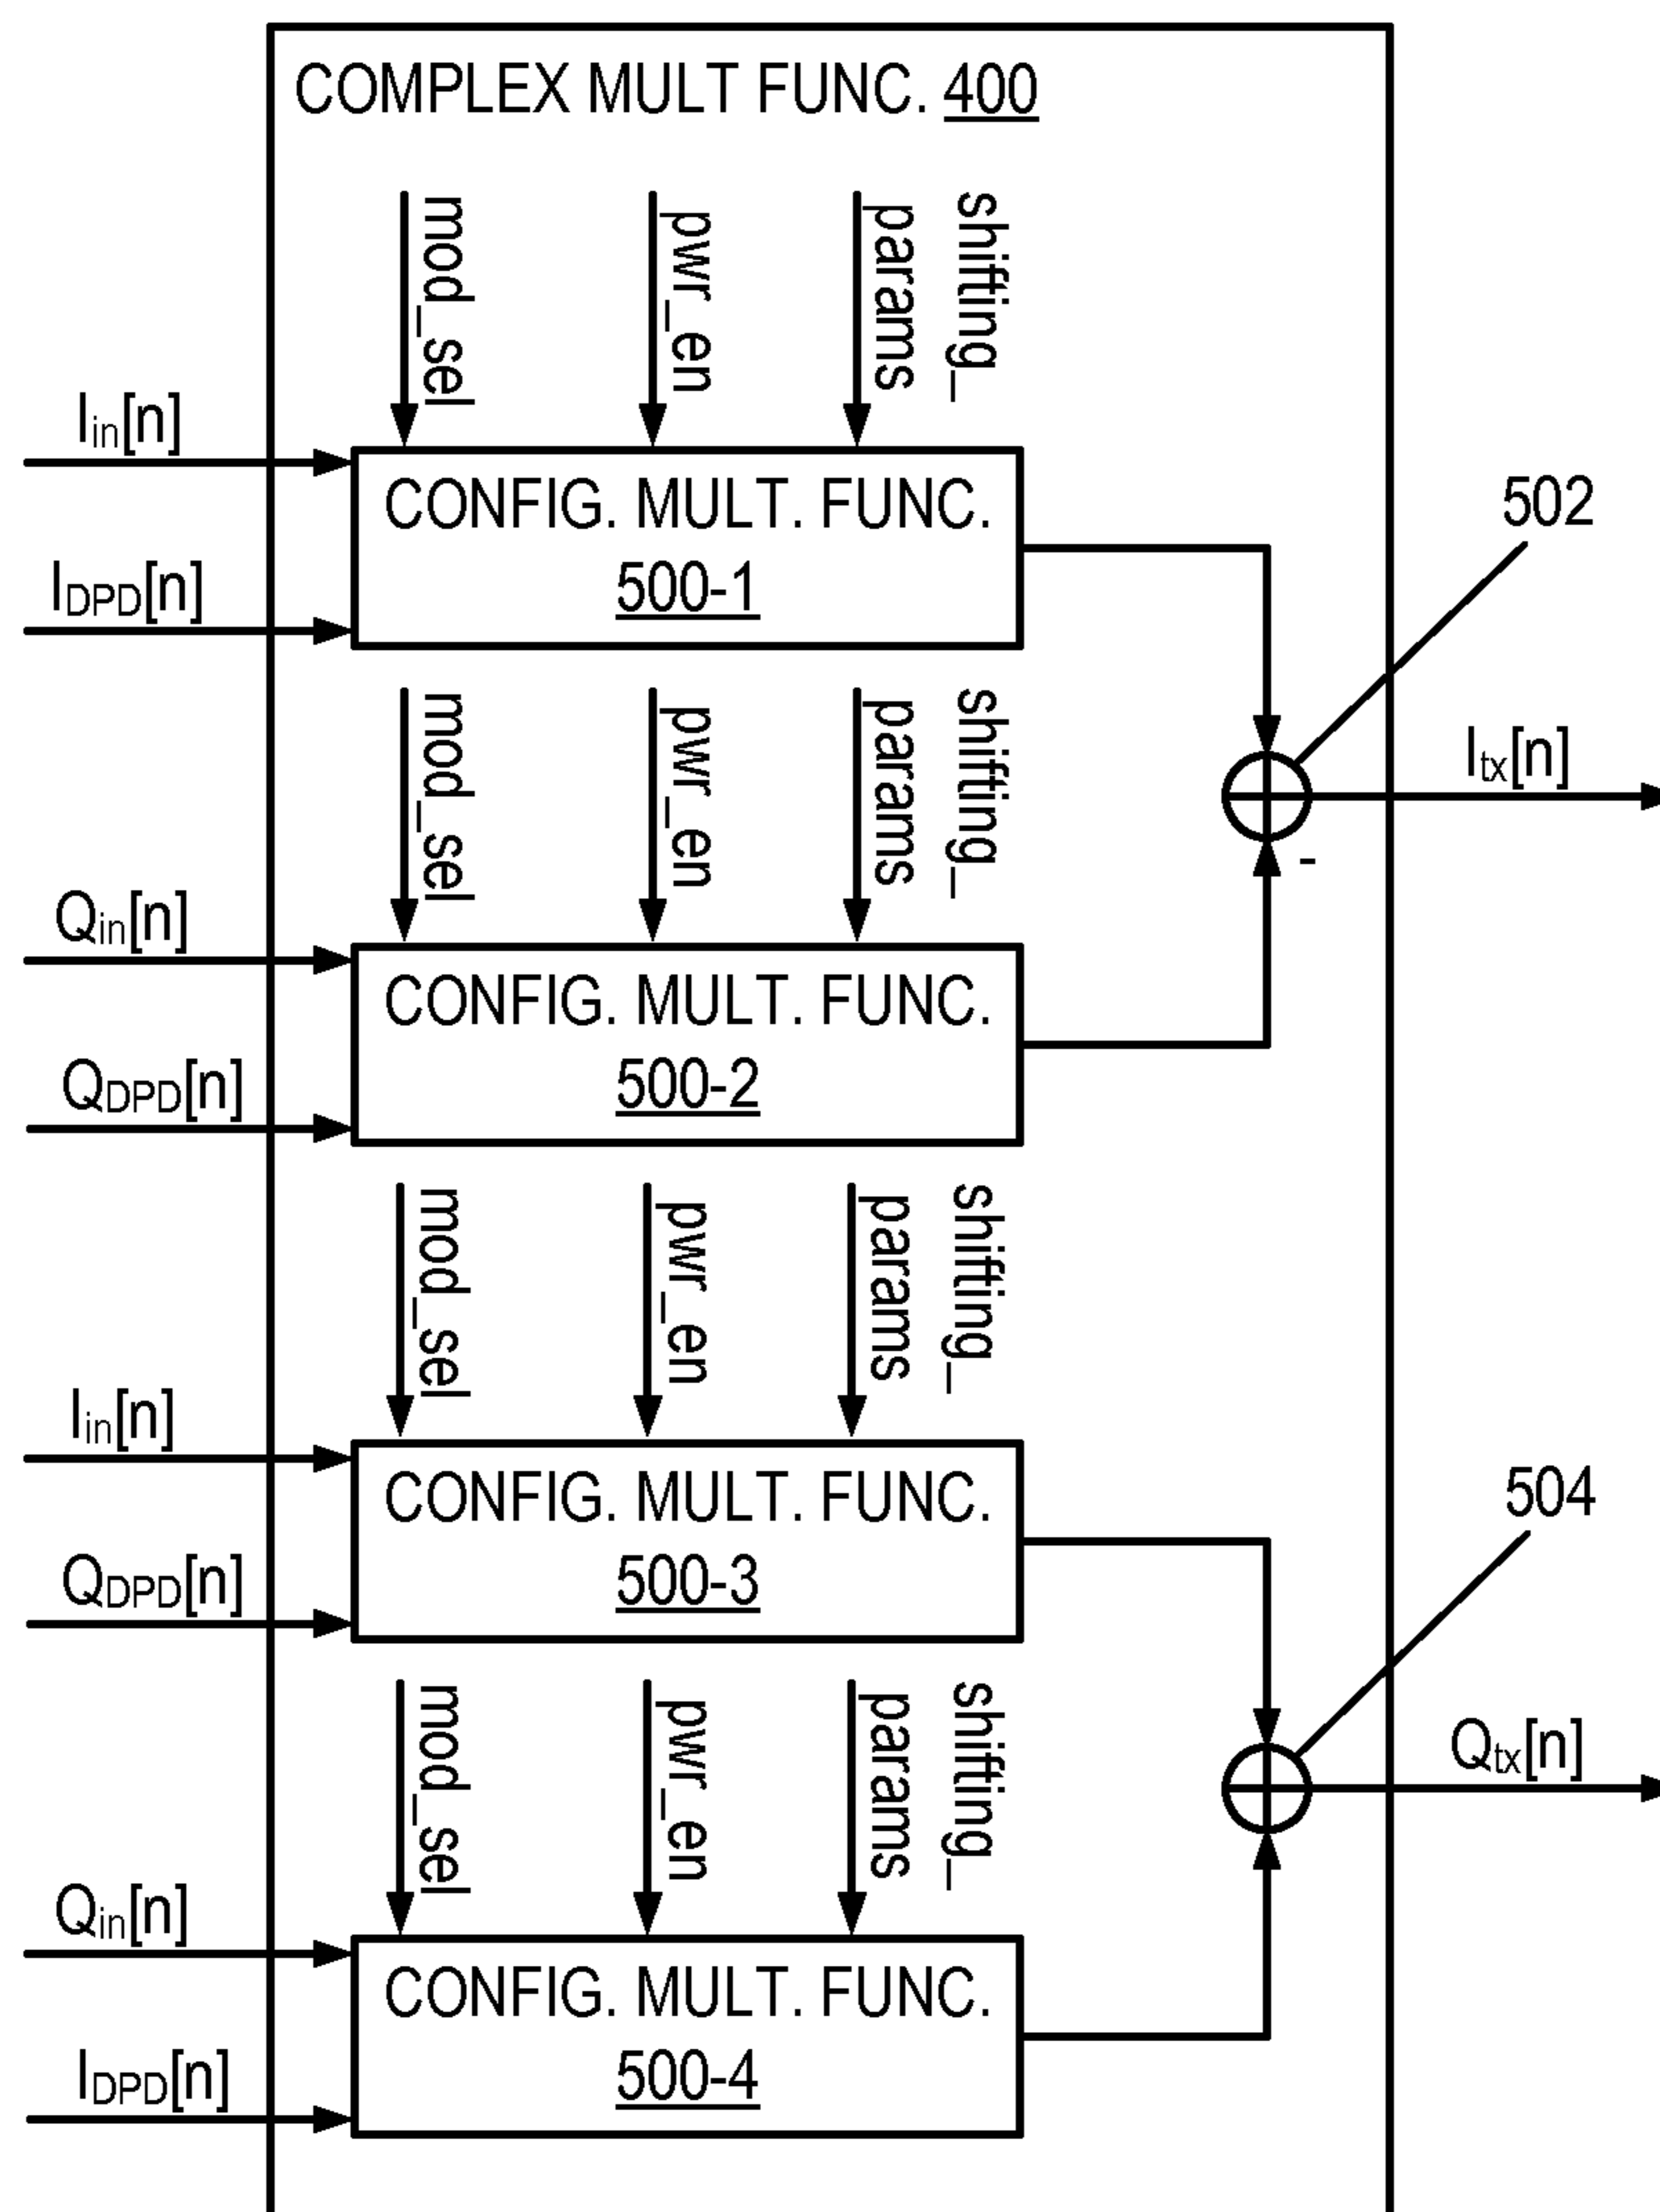 COMPLEX MULT FUNC. 400
mod_sel
pwr_en
shifting_
params
Iin[n]
CONFIG. MULT. FUNC.
500-1
IDPD[n]
502
mod_sel
pwr_en
shifting_
params
Itx[n]
-
Qin[n]
CONFIG. MULT. FUNC.
500-2
QDPD[n]
mod_sel
pwr_en
shifting_
params
Iin[n]
CONFIG. MULT. FUNC.
500-3
QDPD[n]
504
mod_sel
pwr_en
shifting_
params
Qtx[n]
Qin[n]
CONFIG. MULT. FUNC.
500-4
IDPD[n]